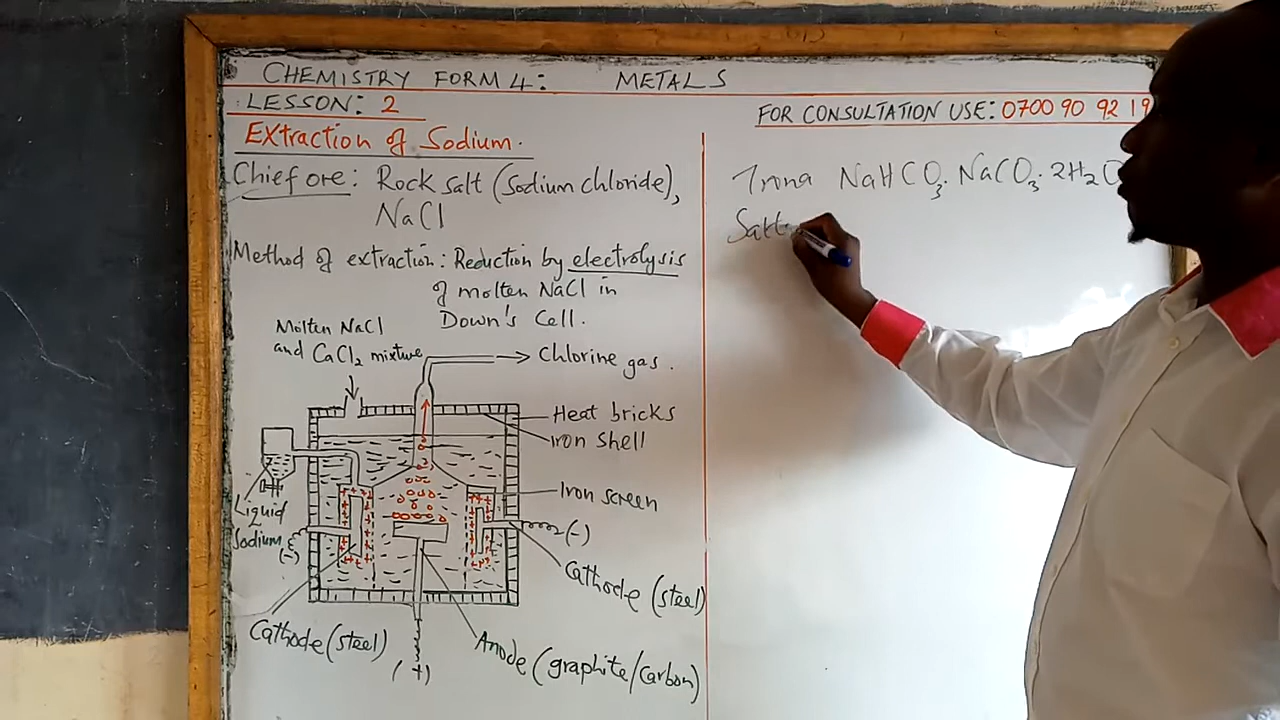 CHEMISTRY FORM 4: METALS
LESSON: 2
FOR CONSULTATION USE: 0700 90 92 19
Extraction of Sodium.
Chief ore: Rock salt (Sodium chloride),
NaCl
Method of extraction: Reduction by electrolysis
of molten NaCl in
Down's Cell.
Molten NaCl
and CaCl₂ mixture
Chlorine gas.
Heat bricks
Iron shell
Iron screen
Liquid
Sodium
(-)
(-)
Cathode (steel)
Cathode (steel)
Anode (graphite/carbon)
(+)
Trona NaHCO₃. NaCO₃. 2H₂O